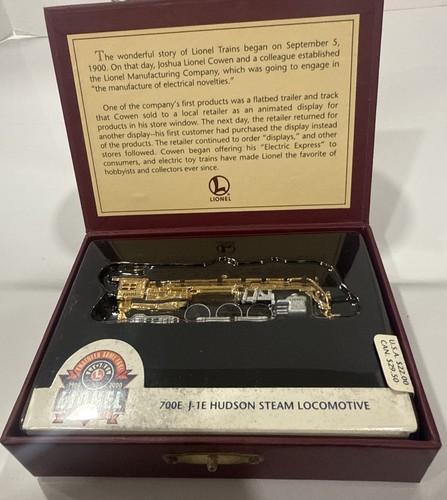 The wonderful story of Lionel Trains began on September 5,
1900. On that day, Joshua Lionel Cowen and a colleague established
the Lionel Manufacturing Company, which was going to engage in
"the manufacture of electrical novelties."
One of the company's first products was a flatbed trailer and track
that Cowen sold to a local retailer as an animated display for
products in his store window. The next day, the retailer returned for
another display--his first customer had purchased the display instead
of the products. The retailer continued to order "displays," and other
stores followed. Cowen began offering his "Electric Express" to
consumers, and electric toy trains have made Lionel the favorite of
hobbyists and collectors ever since.
L
LIONEL
U.S.A. $22.00
CAN. $29.50
1900 2000
LIONEL
700E J-1E HUDSON STEAM LOCOMOTIVE